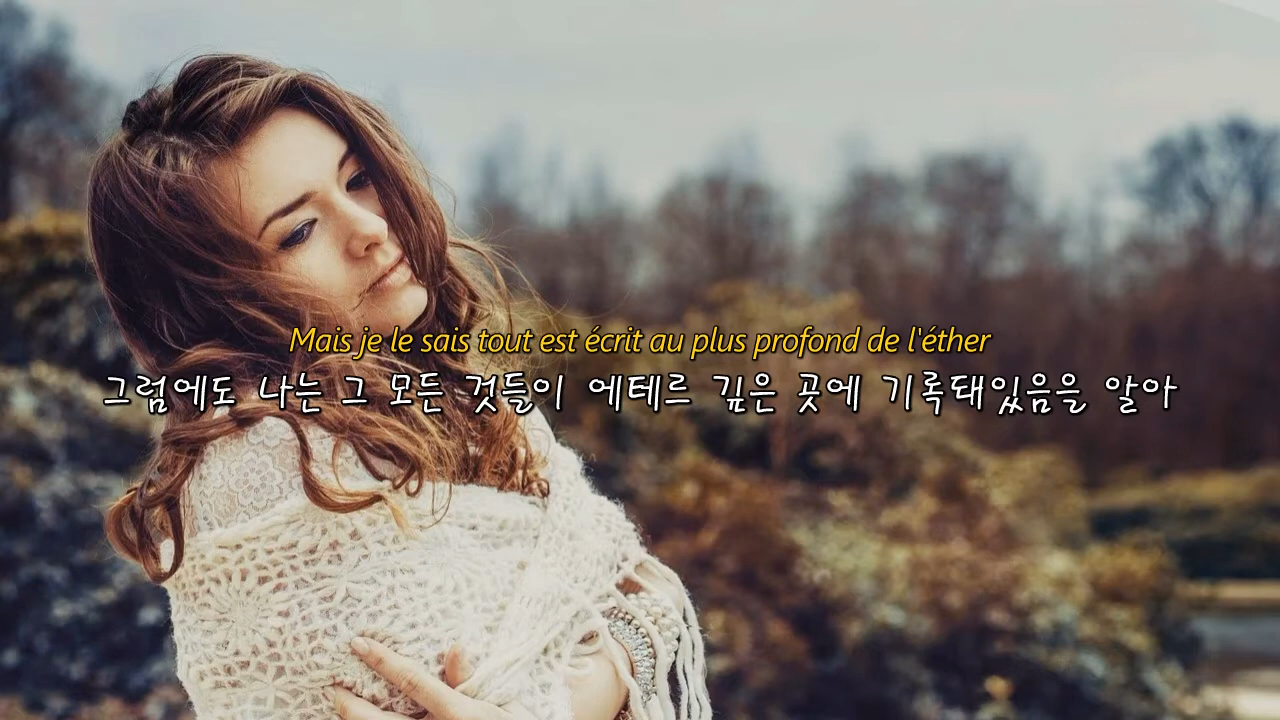 Mais je le sais tout est écrit au plus profond de l'éther
그럼에도 나는 그 모든 것들이 에테르 깊은 곳에 기록돼있음을 알아